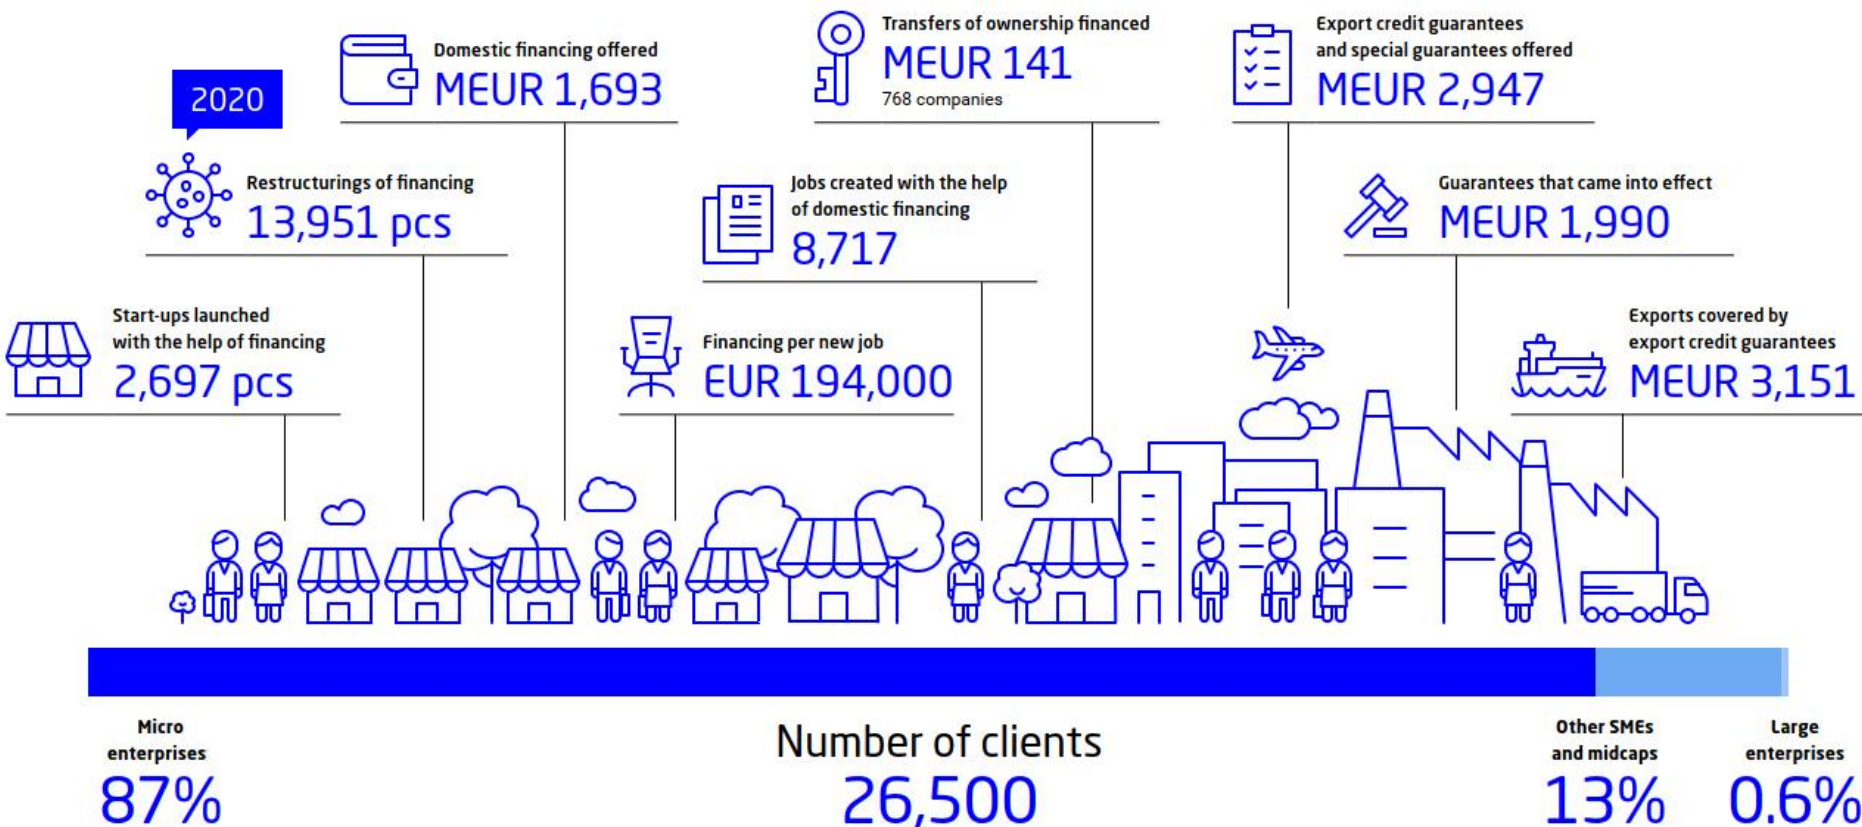 2020
Restructurings of financing
13,951 pcs
Start-ups launched
with the help of financing
2,697 pcs
Domestic financing offered
MEUR 1,693
Financing per new job
EUR 194,000
Jobs created with the help
of domestic financing
8,717
Transfers of ownership financed
MEUR 141
768 companies
Export credit guarantees
and special guarantees offered
MEUR 2,947
Guarantees that came into effect
MEUR 1,990
Exports covered by
export credit guarantees
MEUR 3,151
Micro
enterprises
87%
Number of clients
26,500
Other SMEs
and midcaps
13%
Large
enterprises
0.6%